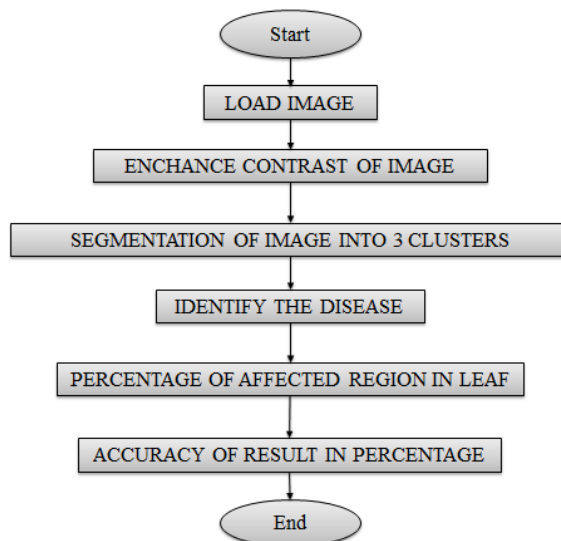 Start
LOAD IMAGE
ENCHANCE CONTRAST OF IMAGE
SEGMENTATION OF IMAGE INTO 3 CLUSTERS
IDENTIFY THE DISEASE
PERCENTAGE OF AFFECTED REGION IN LEAF
ACCURACY OF RESULT IN PERCENTAGE
End